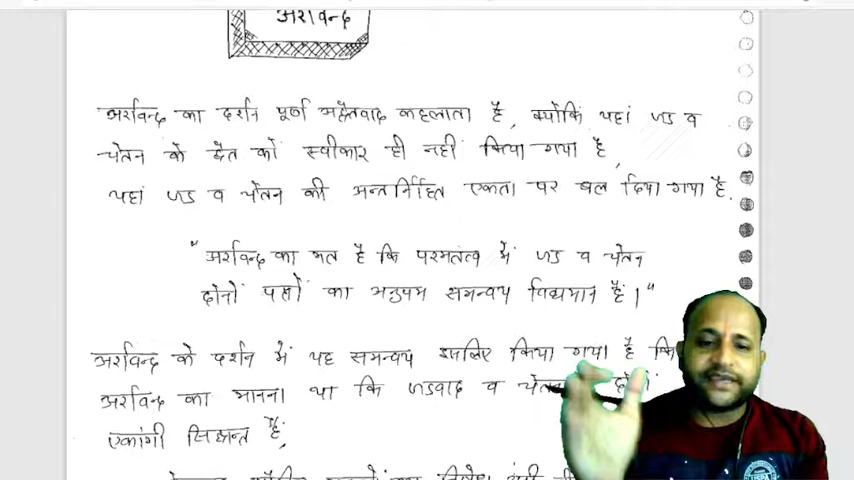 अरविन्द
अरविन्द का दर्शन पूर्ण अद्वैतवाद कहलाता है, क्योंकि यहां जड व
चेतन के द्वैत को स्वीकार ही नहीं किया गया है,
यहां जड व चेतन की अन्तर्निहित एकता पर बल दिया गया है.
"अरविन्द का मत है कि परमतत्व में जड व चेतन
दोनों पक्षों का अनुपम समन्वय विद्यमान है।"
अरविन्द के दर्शन में यह समन्वय इसलिए किया गया है कि
अरविन्द का मानना था कि जडवाद व
एकांगी सिद्धान्त है,